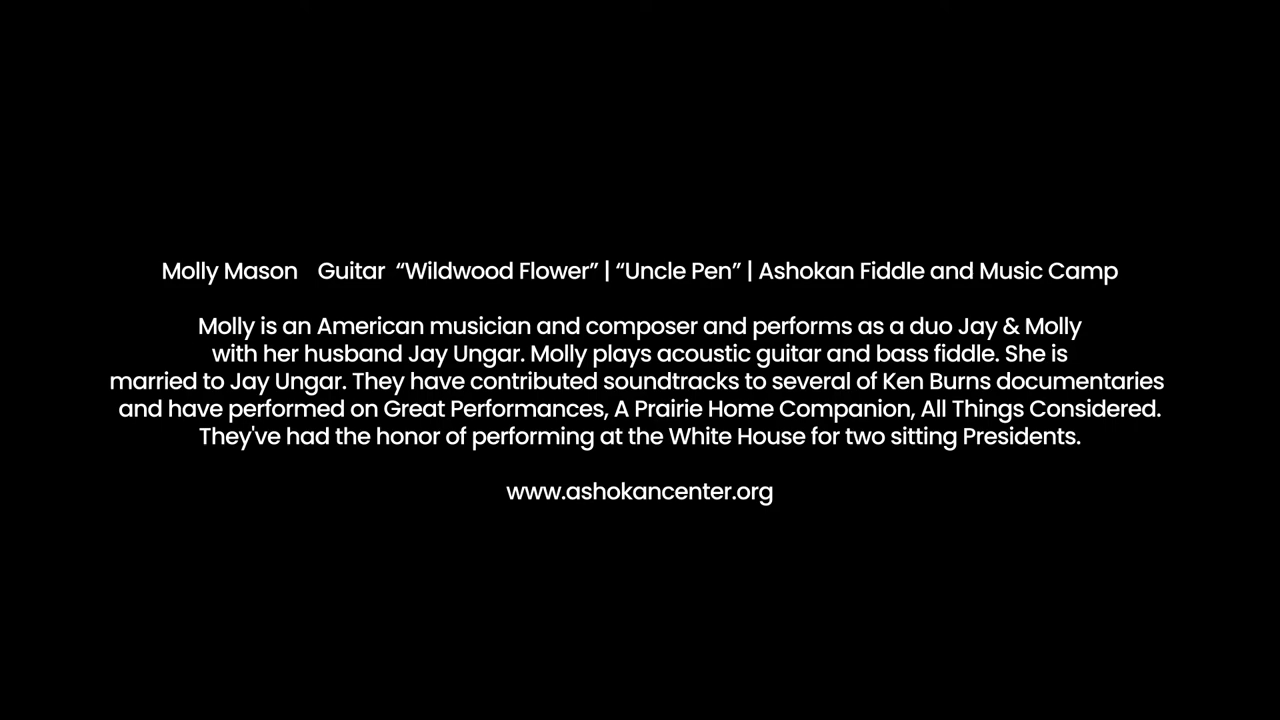 Molly Mason Guitar “Wildwood Flower” | “Uncle Pen” | Ashokan Fiddle and Music Camp
Molly is an American musician and composer and performs as a duo Jay & Molly
with her husband Jay Ungar. Molly plays acoustic guitar and bass fiddle. She is
married to Jay Ungar. They have contributed soundtracks to several of Ken Burns documentaries
and have performed on Great Performances, A Prairie Home Companion, All Things Considered.
They've had the honor of performing at the White House for two sitting Presidents.
www.ashokancenter.org